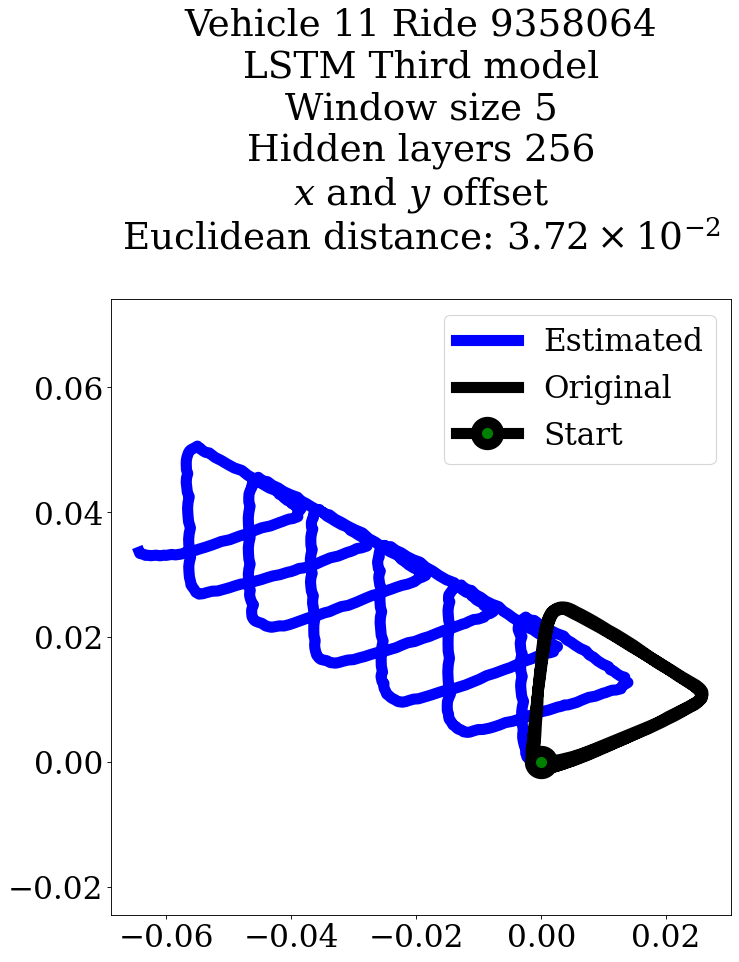 Vehicle 11 Ride 9358064
LSTM Third model
Window size 5
Hidden layers 256
x and y offset
Euclidean distance: 3.72 × 10⁻²
Estimated
Original
Start
0.06
0.04
0.02
0.00
−0.02
−0.06 −0.04 −0.02 0.00 0.02